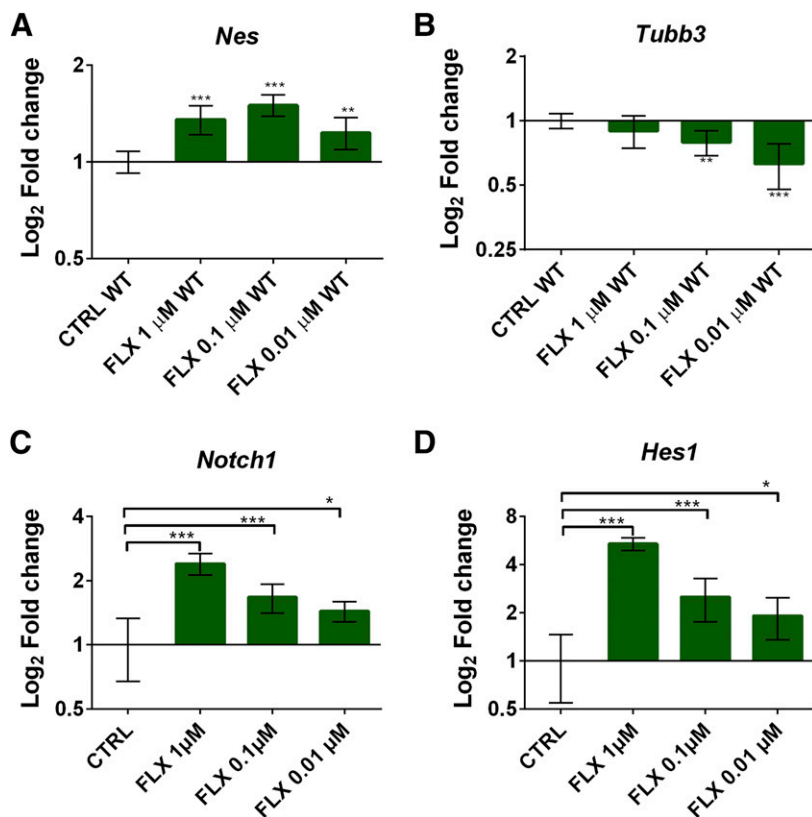 A
Nes
Log2 Fold change
2
1
0.5
***
***
**
CTRL WT
FLX 1 μM WT
FLX 0.1 μM WT
FLX 0.01 μM WT
B
Tubb3
Log2 Fold change
2
1
0.5
0.25
**
***
CTRL WT
FLX 1 μM WT
FLX 0.1 μM WT
FLX 0.01 μM WT
C
Notch1
Log2 Fold change
4
2
1
0.5
*
***
***
CTRL
FLX 1μM
FLX 0.1μM
FLX 0.01 μM
D
Hes1
Log2 Fold change
8
4
2
1
0.5
*
***
***
CTRL
FLX 1μM
FLX 0.1μM
FLX 0.01 μM